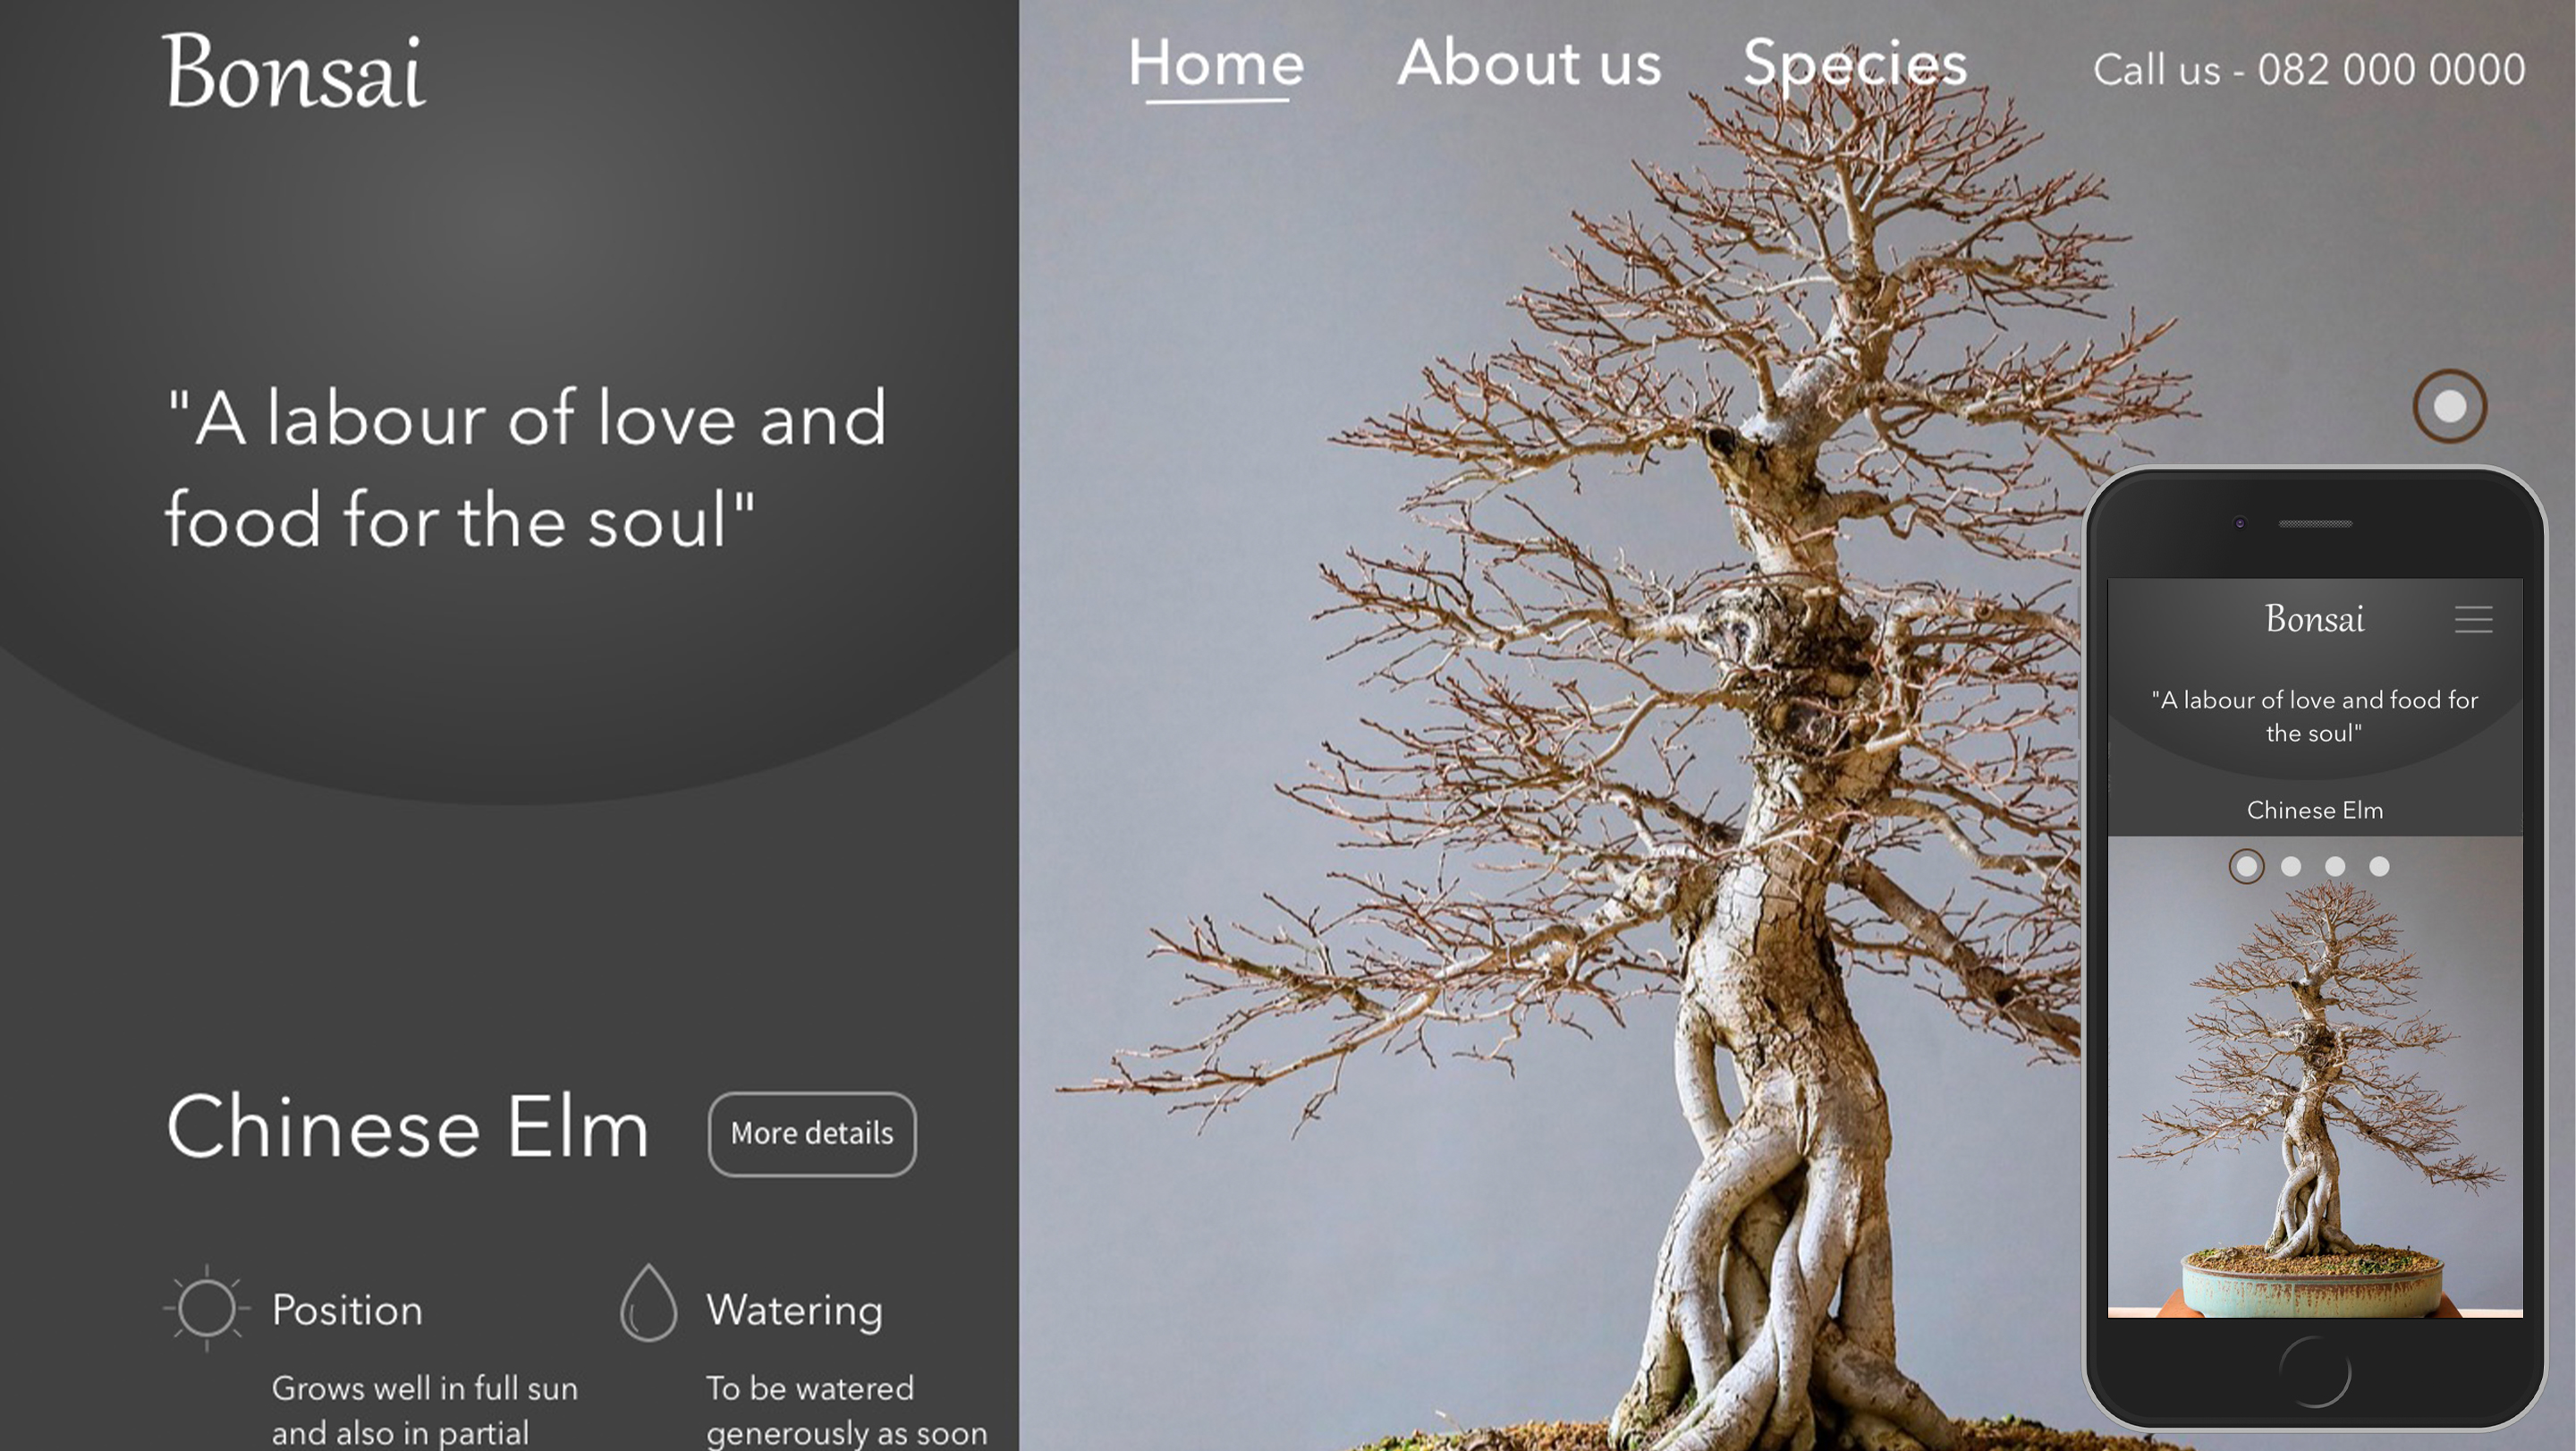 Bonsai
Home
About us
Species
Call us - 082 000 0000
"A labour of love and
food for the soul"
Chinese Elm
More details
Position
Grows well in full sun
and also in partial
Watering
To be watered
generously as soon
Bonsai
"A labour of love and food for
the soul"
Chinese Elm